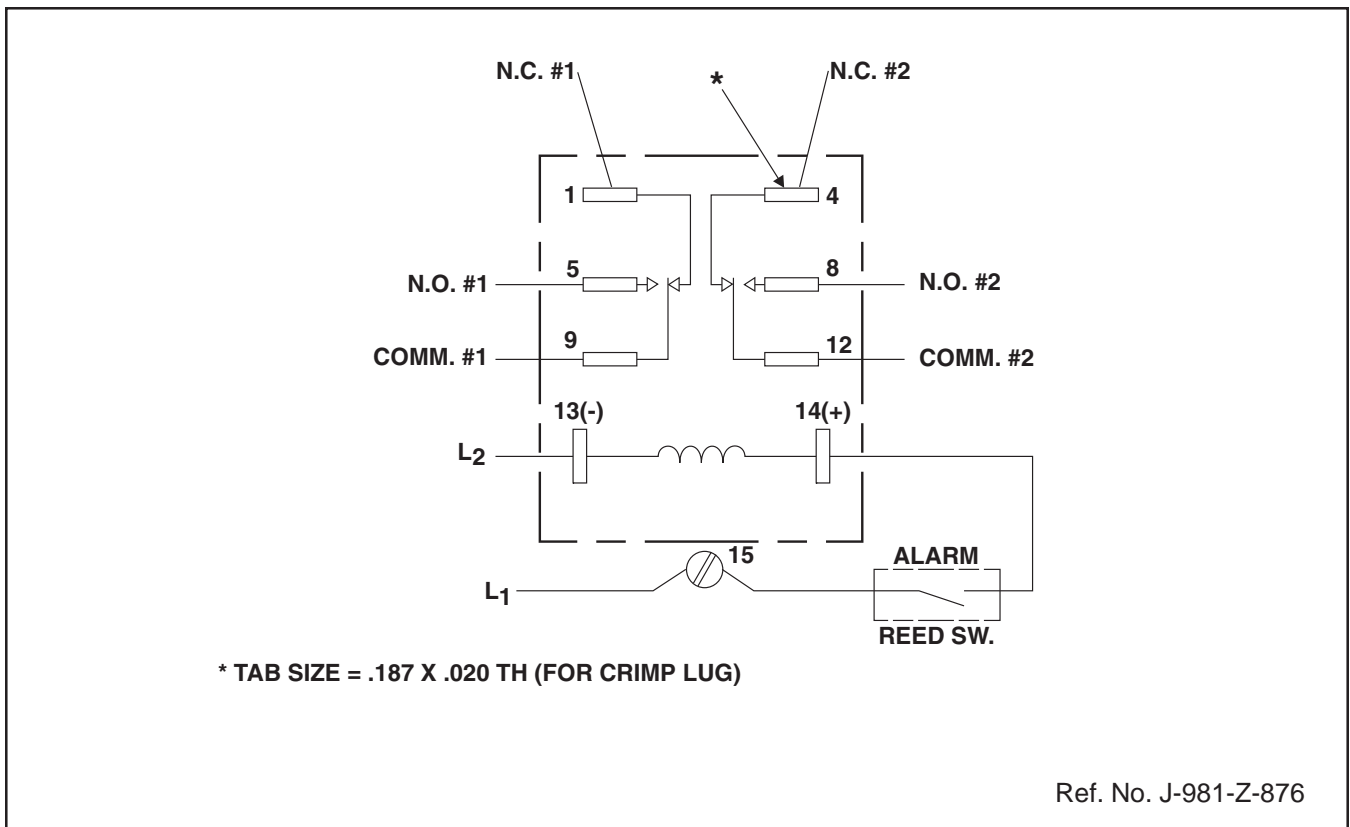 N.C. #1
*
N.C. #2
1
4
5
8
N.O. #1
N.O. #2
9
12
COMM. #1
COMM. #2
13(-)
14(+)
L2
15
ALARM
L1
REED SW.
* TAB SIZE = .187 X .020 TH (FOR CRIMP LUG)
Ref. No. J-981-Z-876